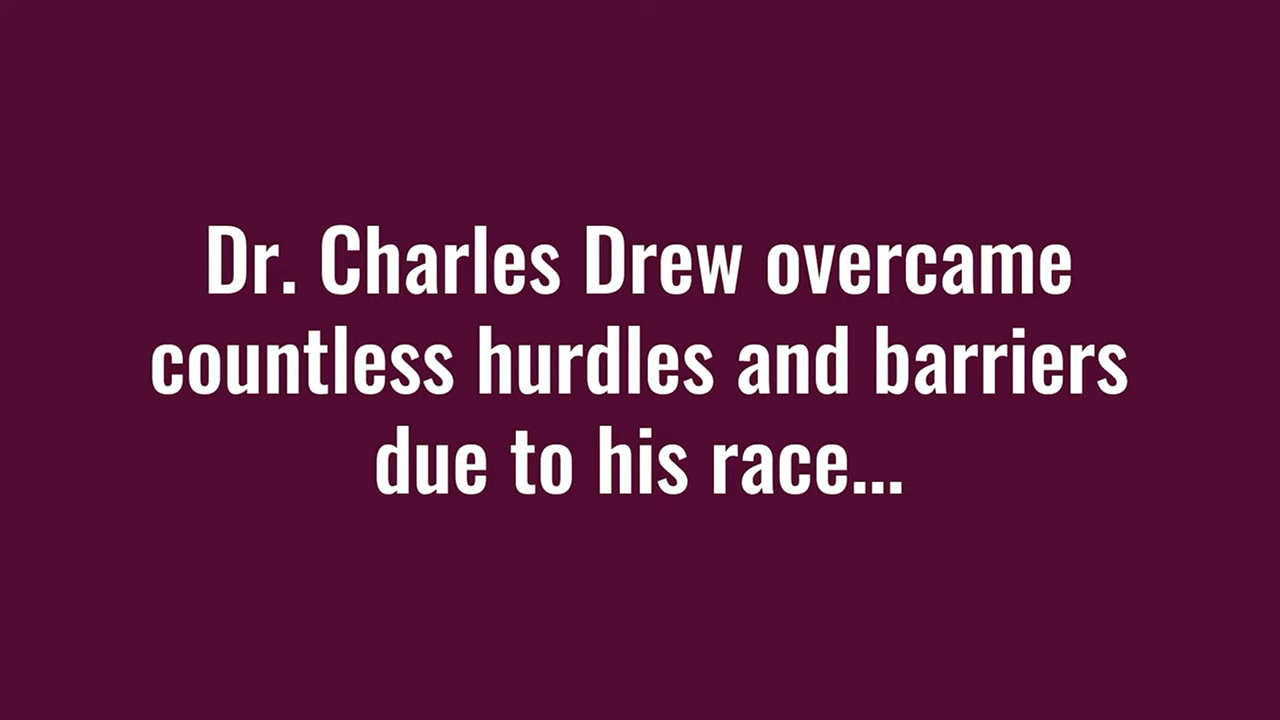 Dr. Charles Drew overcame
countless hurdles and barriers
due to his race...